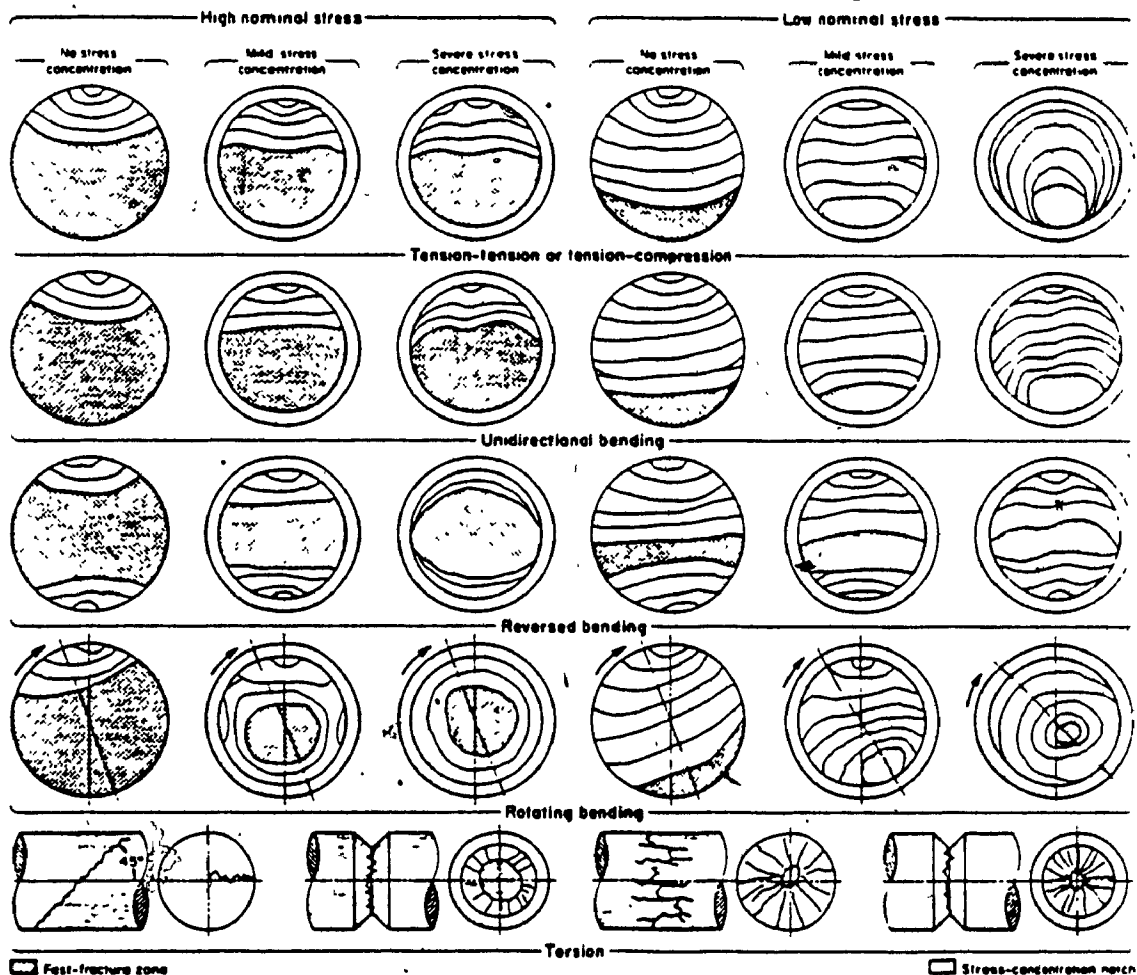 High nominal stress
Low nominal stress
No stress concentration
Mild stress concentration
Severe stress concentration
No stress concentration
Mild stress concentration
Severe stress concentration
Tension-tension or tension-compression
Unidirectional bending
Reversed bending
Rotating bending
45°
Torsion
Fast-fracture zone
Stress-concentration notch